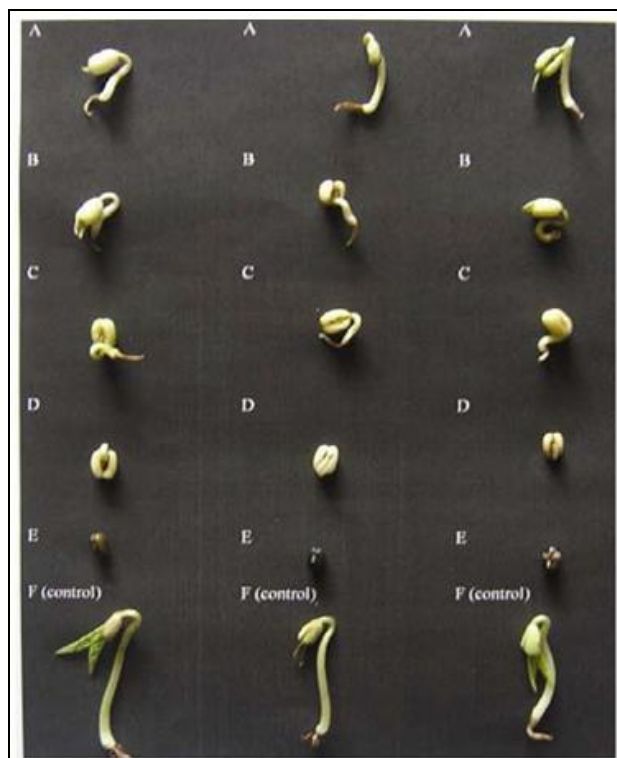 A A A
B B B
C C C
D D D
E E E
F (control) F (control) F (control)